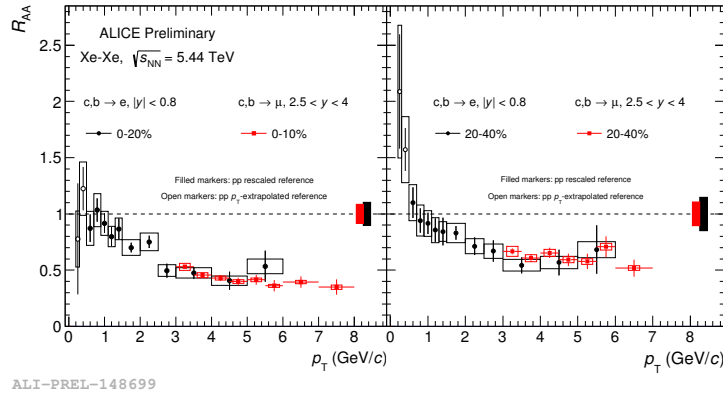 R_AA
ALICE Preliminary
Xe-Xe, √s_NN = 5.44 TeV
c,b → e, |y| < 0.8
c,b → μ, 2.5 < y < 4
0-20%
0-10%
Filled markers: pp rescaled reference
Open markers: pp p_T-extrapolated reference
c,b → e, |y| < 0.8
c,b → μ, 2.5 < y < 4
20-40%
20-40%
Filled markers: pp rescaled reference
Open markers: pp p_T-extrapolated reference
2.5
2
1.5
1
0.5
0
0 1 2 3 4 5 6 7 8
0 1 2 3 4 5 6 7 8
p_T (GeV/c)
p_T (GeV/c)
ALI-PREL-148699